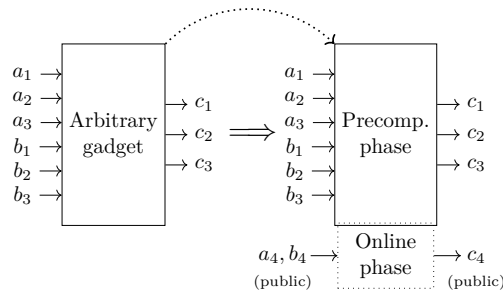 a₁
a₂
a₃
b₁
b₂
b₃
Arbitrary
gadget
c₁
c₂
c₃
⟹
a₁
a₂
a₃
b₁
b₂
b₃
Precomp.
phase
c₁
c₂
c₃
a₄, b₄
(public)
Online
phase
c₄
(public)